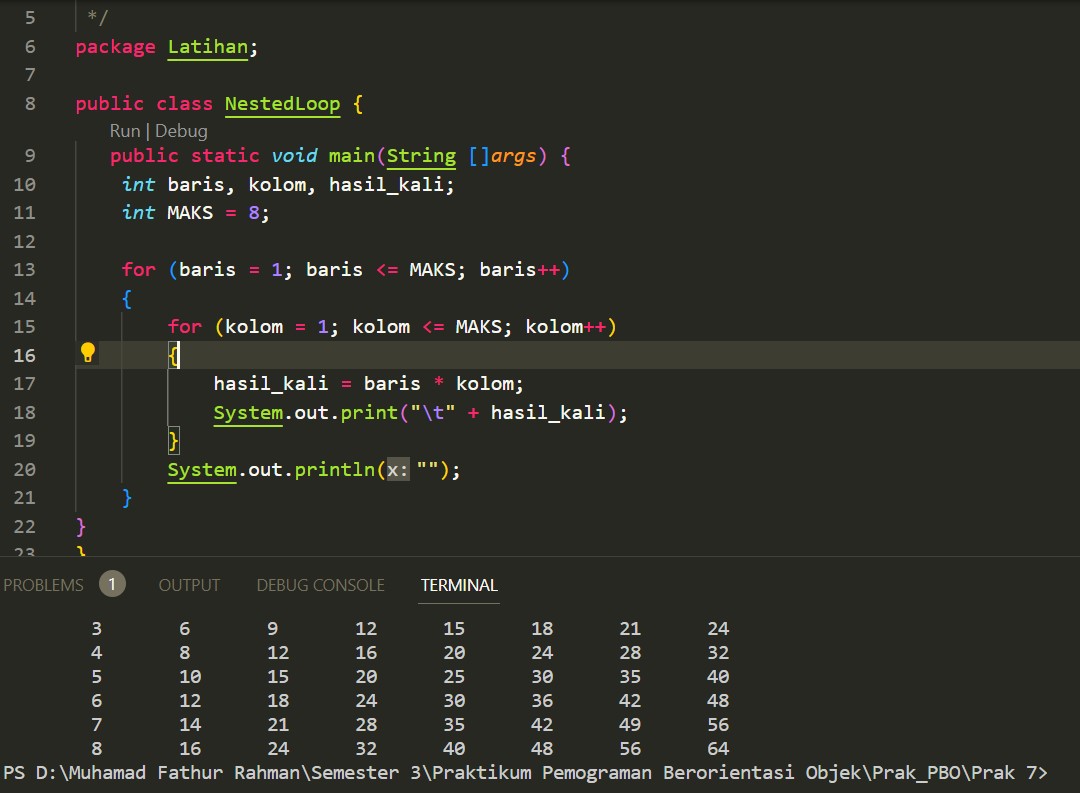 5 */
6 package Latihan;
7
8 public class NestedLoop {
Run | Debug
9 public static void main(String []args) {
10 int baris, kolom, hasil_kali;
11 int MAKS = 8;
12
13 for (baris = 1; baris <= MAKS; baris++)
14 {
15 for (kolom = 1; kolom <= MAKS; kolom++)
16 {
17 hasil_kali = baris * kolom;
18 System.out.print("\t" + hasil_kali);
19 }
20 System.out.println(x: "");
21 }
22 }
23 }
PROBLEMS 1 OUTPUT DEBUG CONSOLE TERMINAL
3 6 9 12 15 18 21 24
4 8 12 16 20 24 28 32
5 10 15 20 25 30 35 40
6 12 18 24 30 36 42 48
7 14 21 28 35 42 49 56
8 16 24 32 40 48 56 64
PS D:\Muhamad Fathur Rahman\Semester 3\Praktikum Pemograman Berorientasi Objek\Prak_PBO\Prak 7>